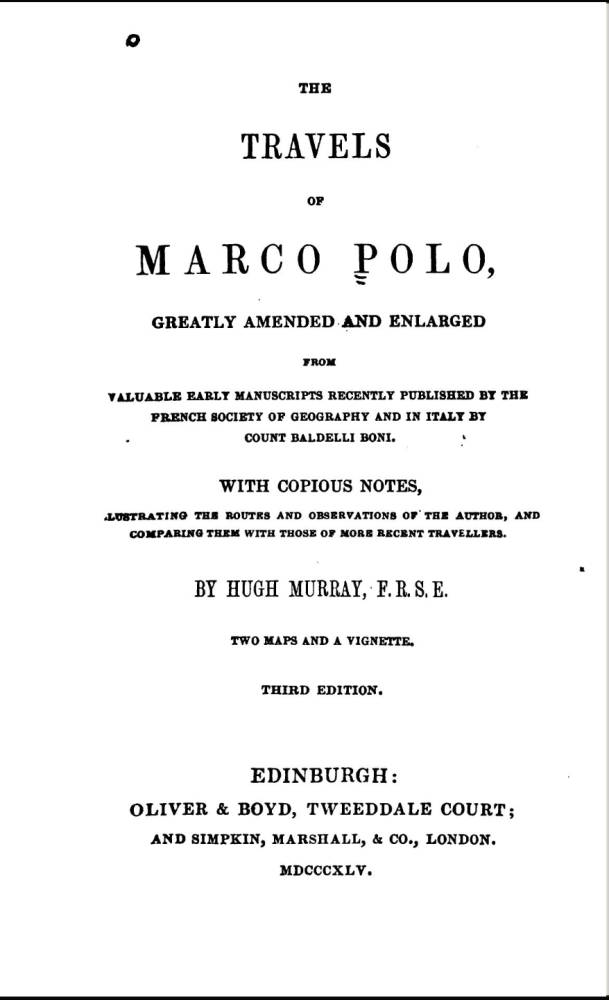 THE
TRAVELS
OF
MARCO POLO,
GREATLY AMENDED AND ENLARGED
FROM
VALUABLE EARLY MANUSCRIPTS RECENTLY PUBLISHED BY THE
FRENCH SOCIETY OF GEOGRAPHY AND IN ITALY BY
COUNT BALDELLI BONI.
WITH COPIOUS NOTES,
LUSTRATING THE ROUTES AND OBSERVATIONS OF THE AUTHOR, AND
COMPARING THEM WITH THOSE OF MORE RECENT TRAVELLERS.
BY HUGH MURRAY, F.R.S.E.
TWO MAPS AND A VIGNETTE.
THIRD EDITION.
EDINBURGH:
OLIVER & BOYD, TWEEDDALE COURT;
AND SIMPKIN, MARSHALL, & CO., LONDON.
MDCCCXLV.